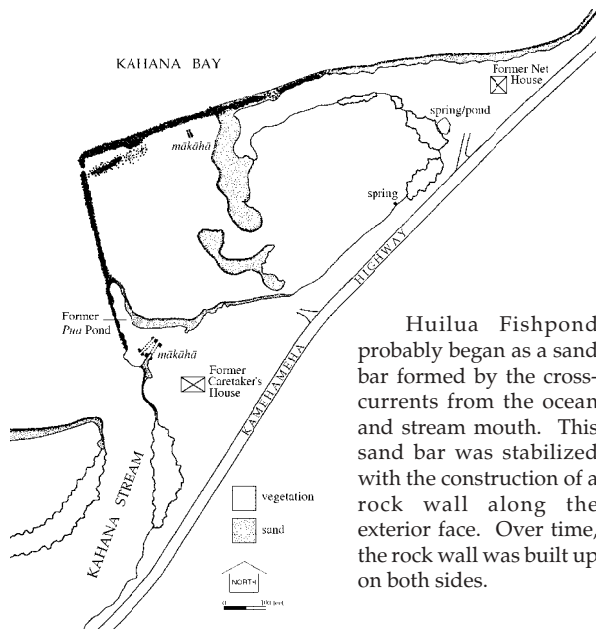 KAHANA BAY
Former Net
House
spring/pond
mākāhā
spring
KAMEHAMEHA HIGHWAY
Former
Pua Pond
mākāhā
Former
Caretaker's
House
KAHANA STREAM
vegetation
sand
NORTH
0
Huilua Fishpond
probably began as a sand
bar formed by the cross-
currents from the ocean
and stream mouth. This
sand bar was stabilized
with the construction of a
rock wall along the
exterior face. Over time,
the rock wall was built up
on both sides.